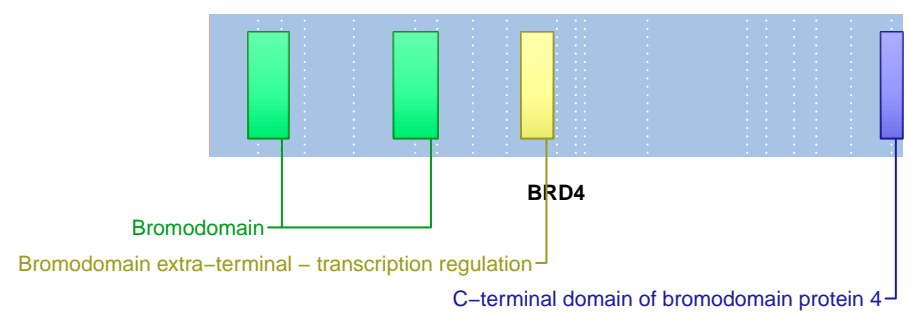 BRD4
Bromodomain
Bromodomain extra−terminal − transcription regulation
C−terminal domain of bromodomain protein 4